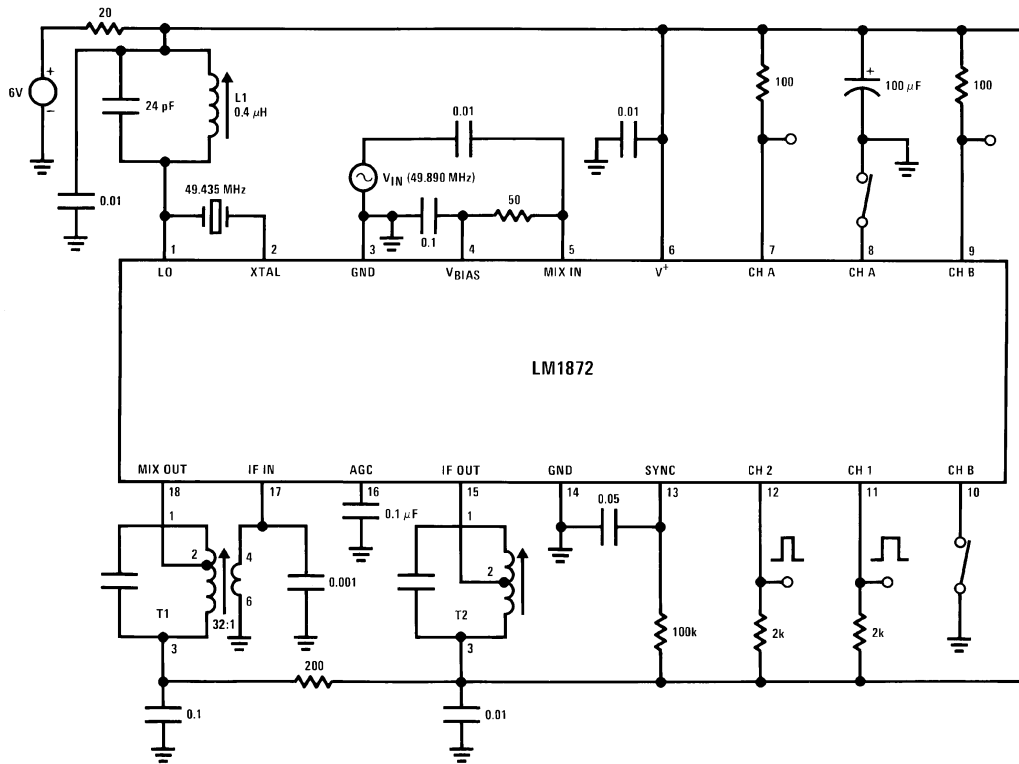 20
6V
+
−
24 pF
L1
0.4 µH
0.01
49.435 MHz
0.01
V_IN (49.890 MHz)
0.1
50
0.01
100
+
100 µF
100
1
2
3
4
5
6
7
8
9
LO
XTAL
GND
V_BIAS
MIX IN
V+
CH A
CH A
CH B
LM1872
MIX OUT
IF IN
AGC
IF OUT
GND
SYNC
CH 2
CH 1
CH B
18
17
16
15
14
13
12
11
10
1
2
3
T1
32:1
4
6
0.001
0.1 µF
1
2
3
T2
0.05
100k
2k
2k
200
0.1
0.01